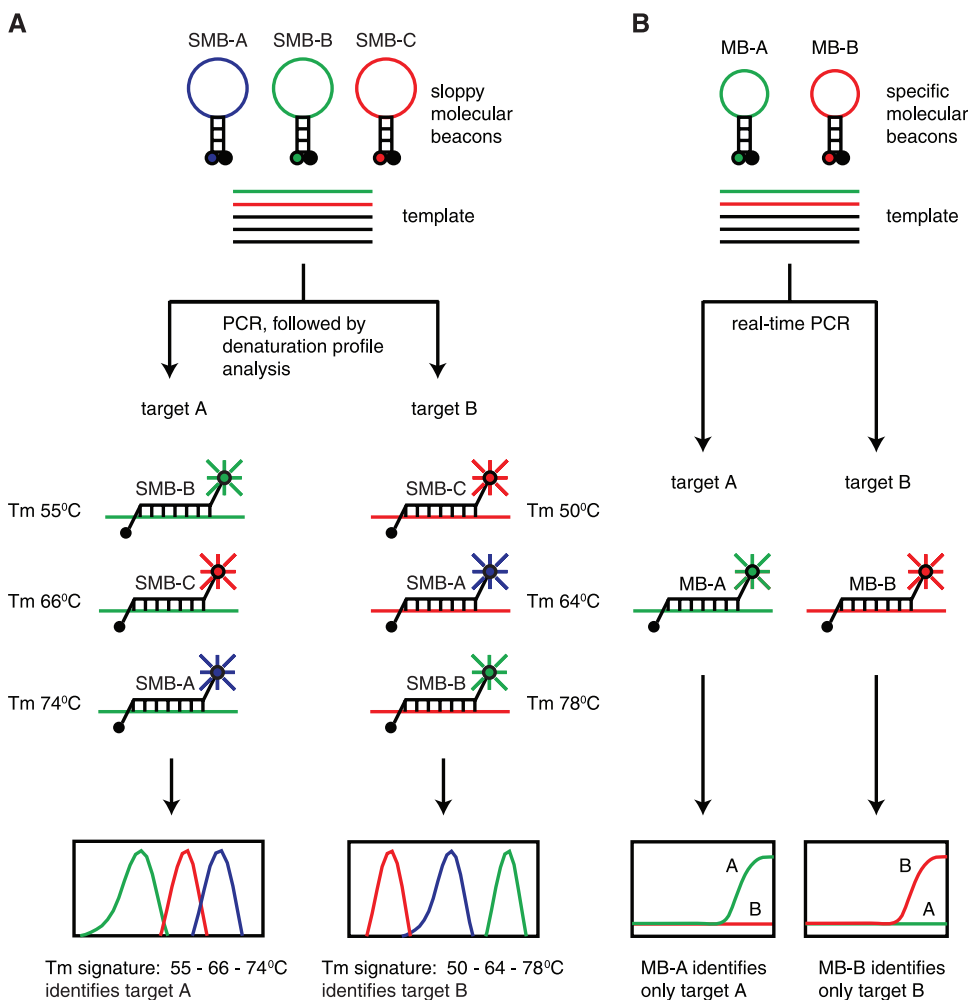 A
SMB-A SMB-B SMB-C
sloppy
molecular
beacons
template
PCR, followed by
denaturation profile
analysis
target A
target B
SMB-B
Tm 55⁰C
SMB-C
Tm 66⁰C
SMB-A
Tm 74⁰C
SMB-C
Tm 50⁰C
SMB-A
Tm 64⁰C
SMB-B
Tm 78⁰C
Tm signature: 55 - 66 - 74⁰C
identifies target A
Tm signature: 50 - 64 - 78⁰C
identifies target B
B
MB-A MB-B
specific
molecular
beacons
template
real-time PCR
target A
target B
MB-A
MB-B
A
B
B
A
MB-A identifies
only target A
MB-B identifies
only target B